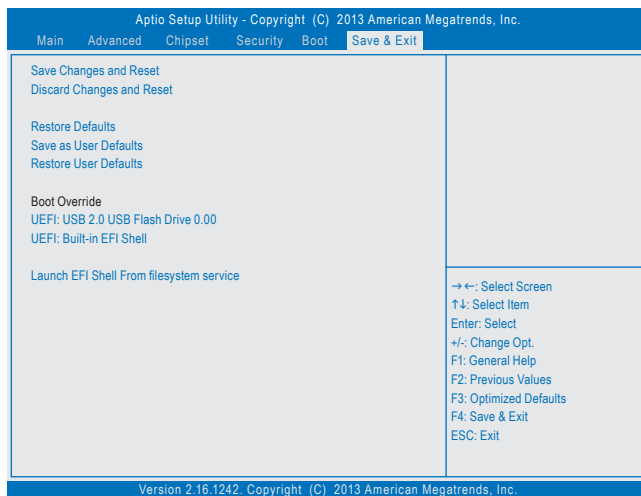 Aptio Setup Utility - Copyright (C) 2013 American Megatrends, Inc.
Main Advanced Chipset Security Boot Save & Exit
Save Changes and Reset
Discard Changes and Reset
Restore Defaults
Save as User Defaults
Restore User Defaults
Boot Override
UEFI: USB 2.0 USB Flash Drive 0.00
UEFI: Built-in EFI Shell
Launch EFI Shell From filesystem service
→←: Select Screen
↑↓: Select Item
Enter: Select
+/-: Change Opt.
F1: General Help
F2: Previous Values
F3: Optimized Defaults
F4: Save & Exit
ESC: Exit
Version 2.16.1242. Copyright (C) 2013 American Megatrends, Inc.